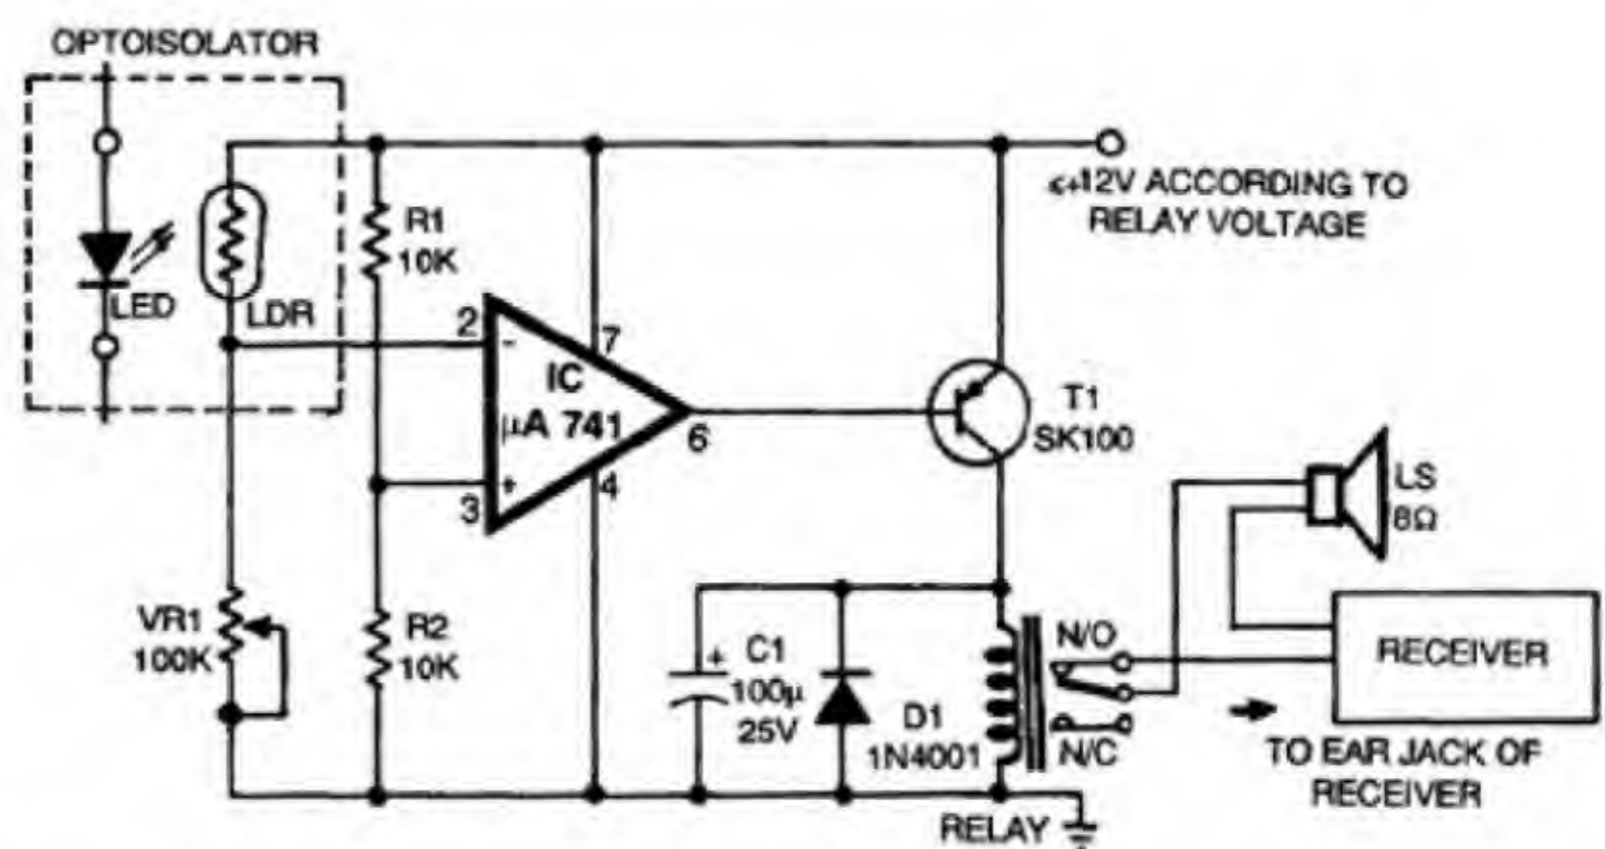 OPTOISOLATOR
LED
LDR
R1
10K
≤+12V ACCORDING TO
RELAY VOLTAGE
2
-
7
IC
μA 741
6
3
+
4
T1
SK100
LS
8Ω
VR1
100K
R2
10K
+
C1
100μ
25V
D1
1N4001
N/O
N/C
RECEIVER
TO EAR JACK OF
RECEIVER
RELAY